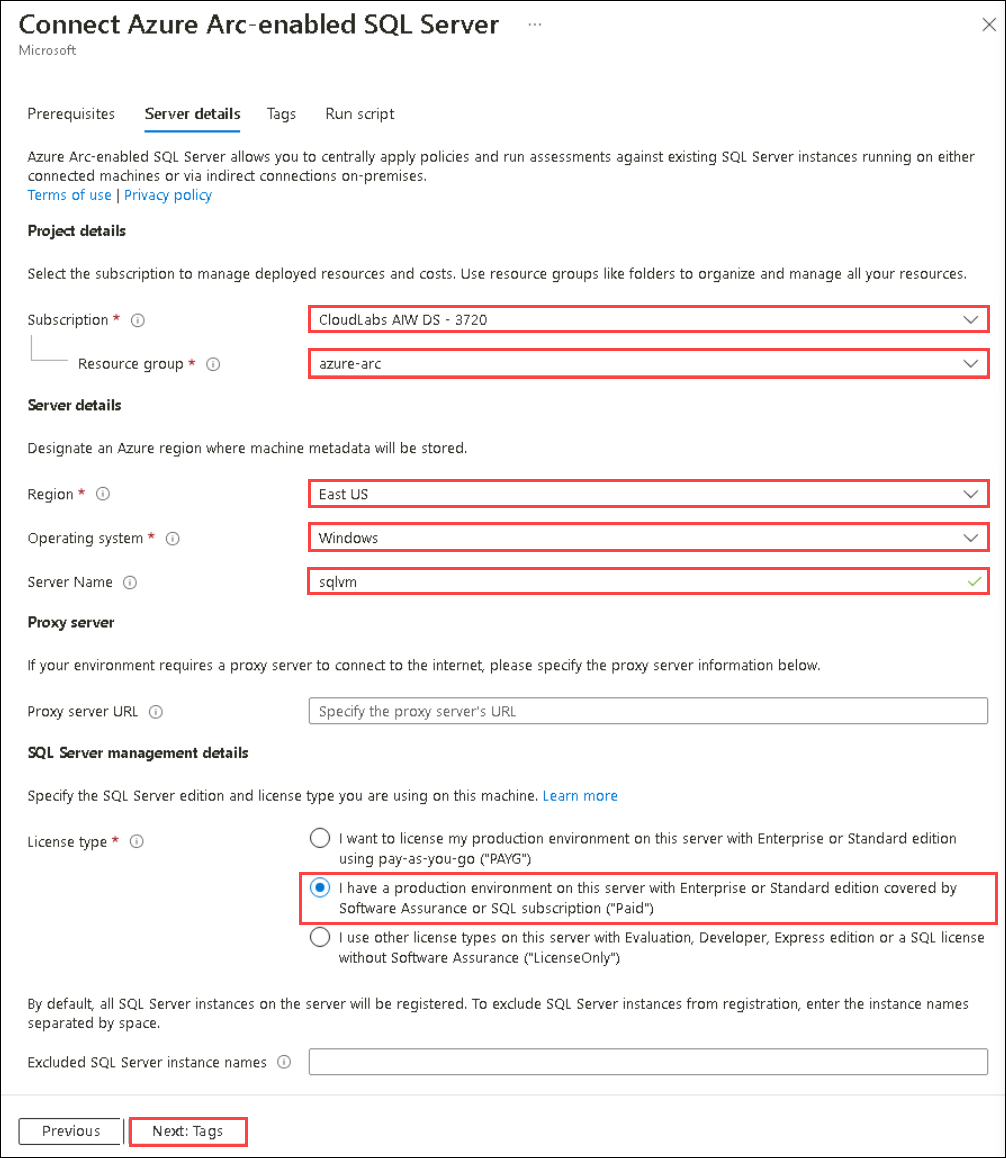 Connect Azure Arc-enabled SQL Server ...
Microsoft
Prerequisites Server details Tags Run script
Azure Arc-enabled SQL Server allows you to centrally apply policies and run assessments against existing SQL Server instances running on either
connected machines or via indirect connections on-premises.
Terms of use | Privacy policy
Project details
Select the subscription to manage deployed resources and costs. Use resource groups like folders to organize and manage all your resources.
Subscription * CloudLabs AIW DS - 3720
Resource group * azure-arc
Server details
Designate an Azure region where machine metadata will be stored.
Region * East US
Operating system * Windows
Server Name sqlvm
Proxy server
If your environment requires a proxy server to connect to the internet, please specify the proxy server information below.
Proxy server URL Specify the proxy server's URL
SQL Server management details
Specify the SQL Server edition and license type you are using on this machine. Learn more
License type * I want to license my production environment on this server with Enterprise or Standard edition
using pay-as-you-go ("PAYG")
I have a production environment on this server with Enterprise or Standard edition covered by
Software Assurance or SQL subscription ("Paid")
I use other license types on this server with Evaluation, Developer, Express edition or a SQL license
without Software Assurance ("LicenseOnly")
By default, all SQL Server instances on the server will be registered. To exclude SQL Server instances from registration, enter the instance names
separated by space.
Excluded SQL Server instance names
Previous Next: Tags